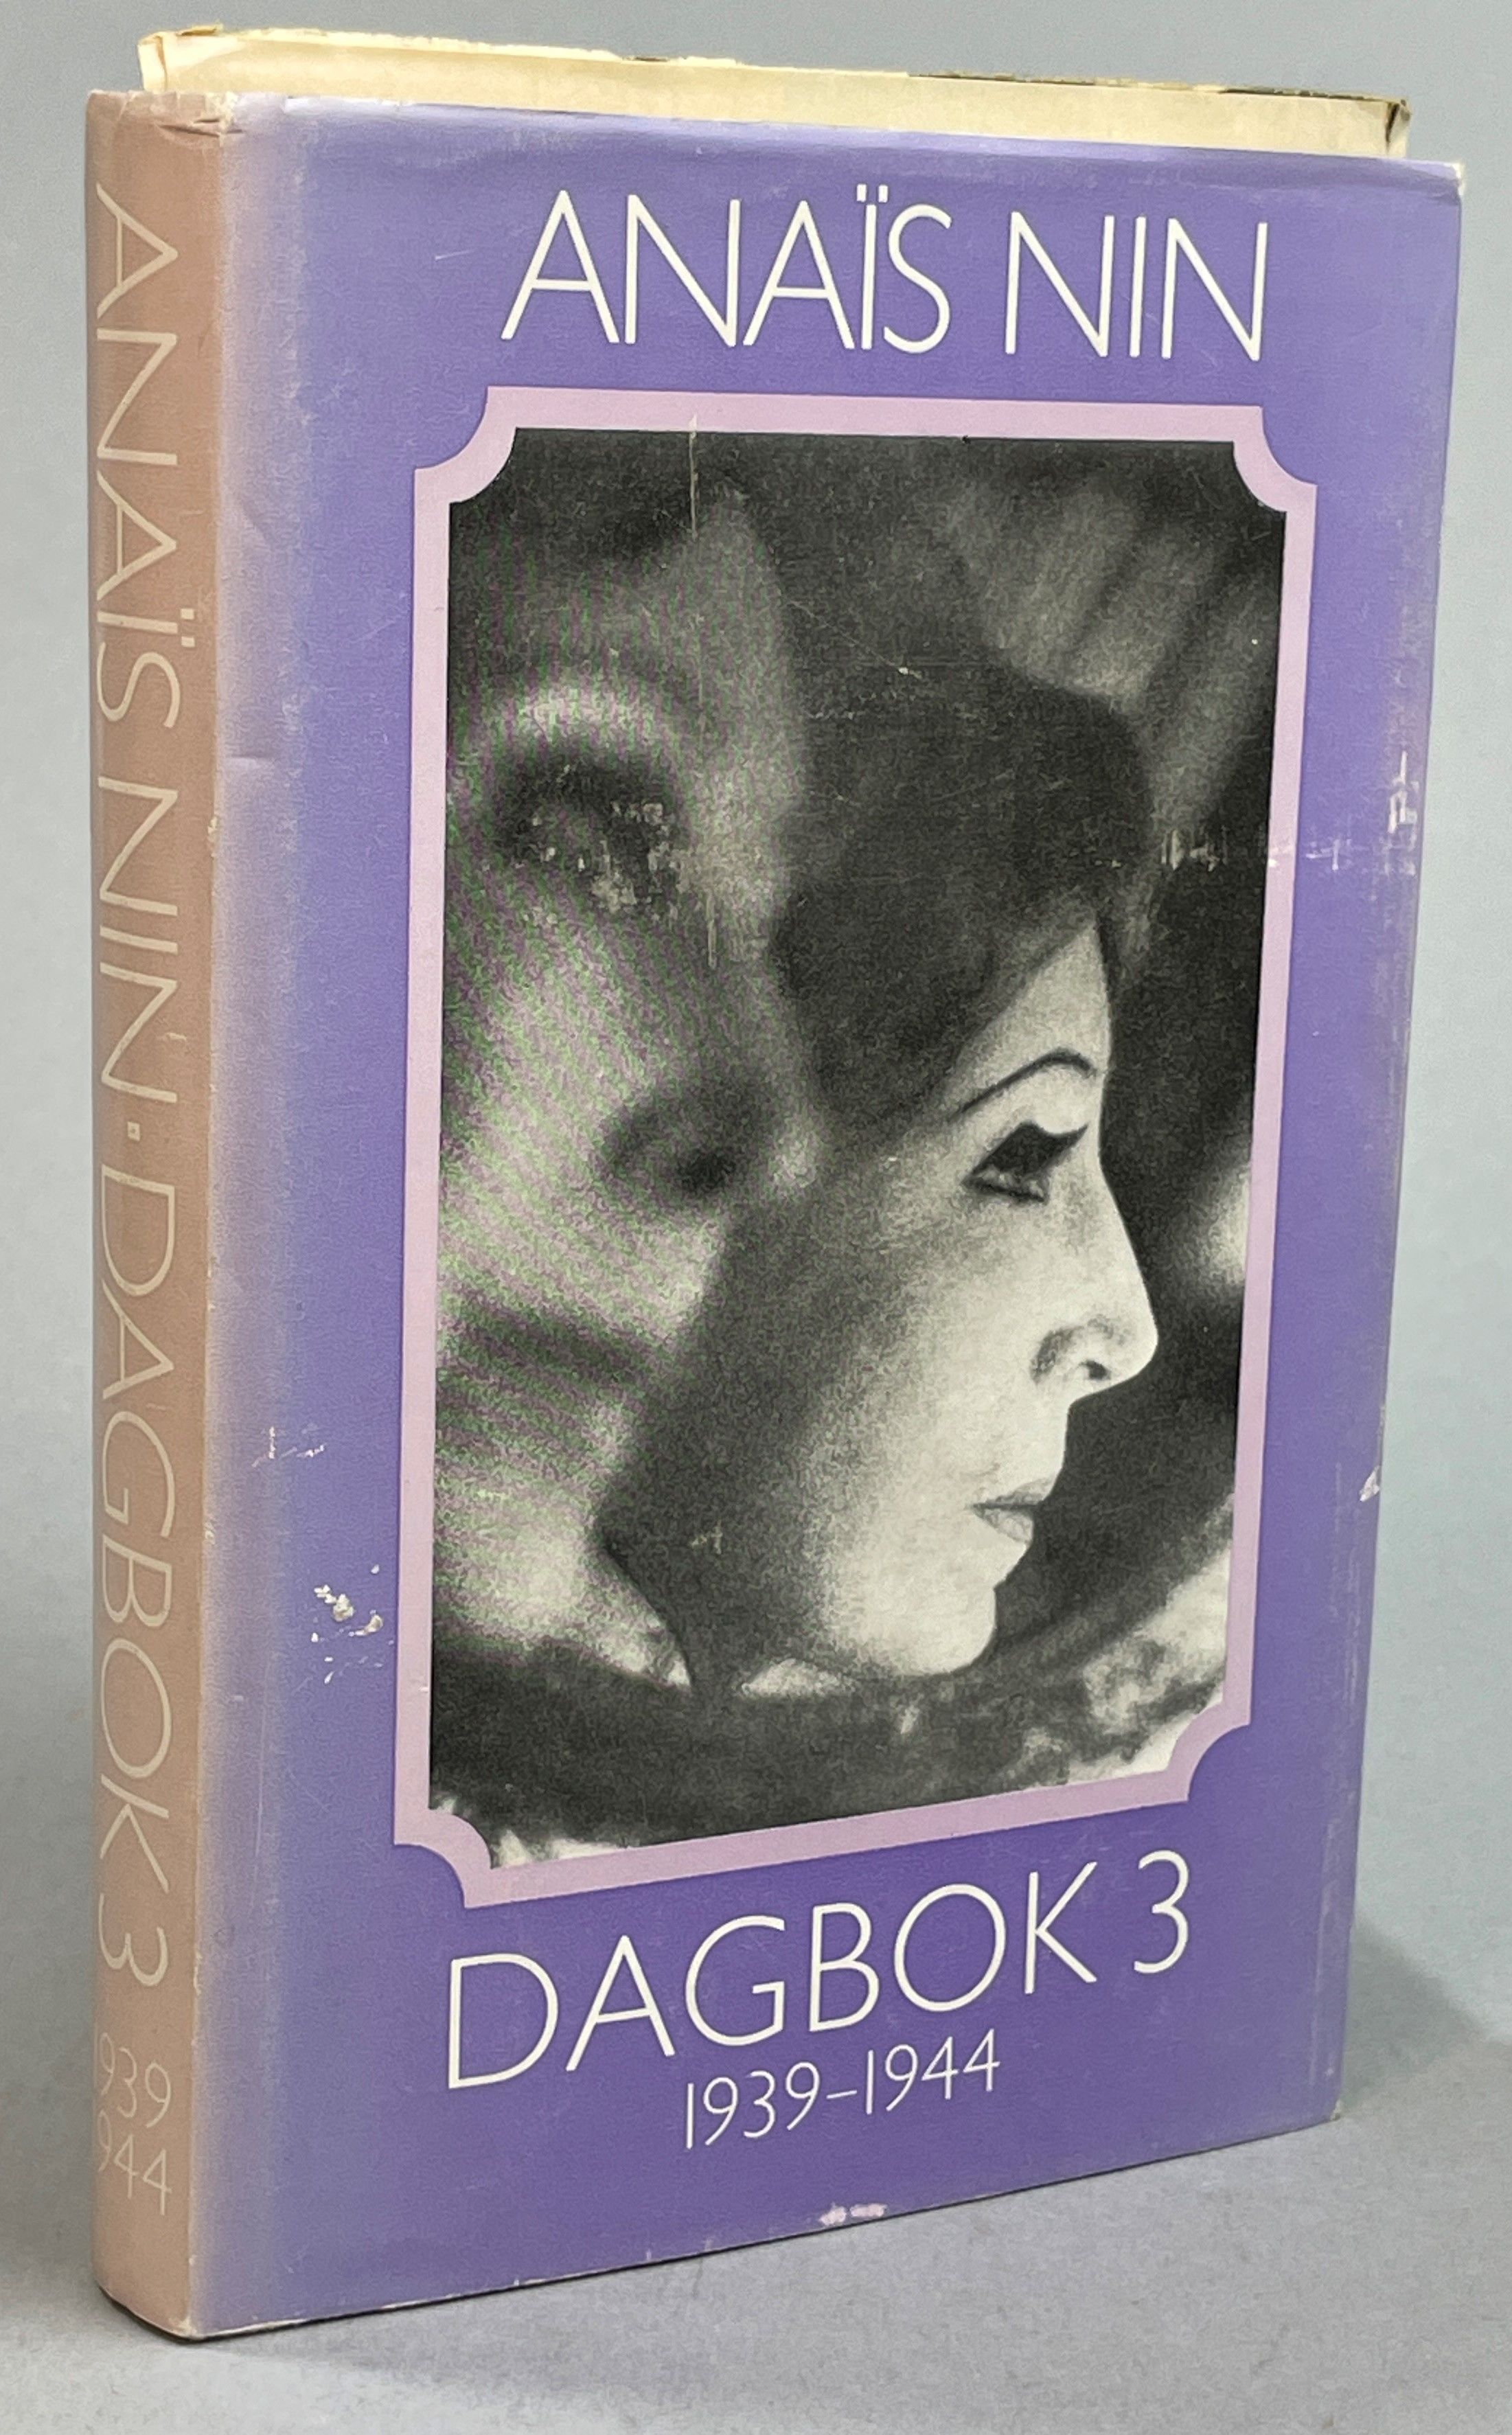 ANAÏS NIN
DAGBOK 3
1939–1944
ANAÏS NIN · DAGBOK 3
1939
1944